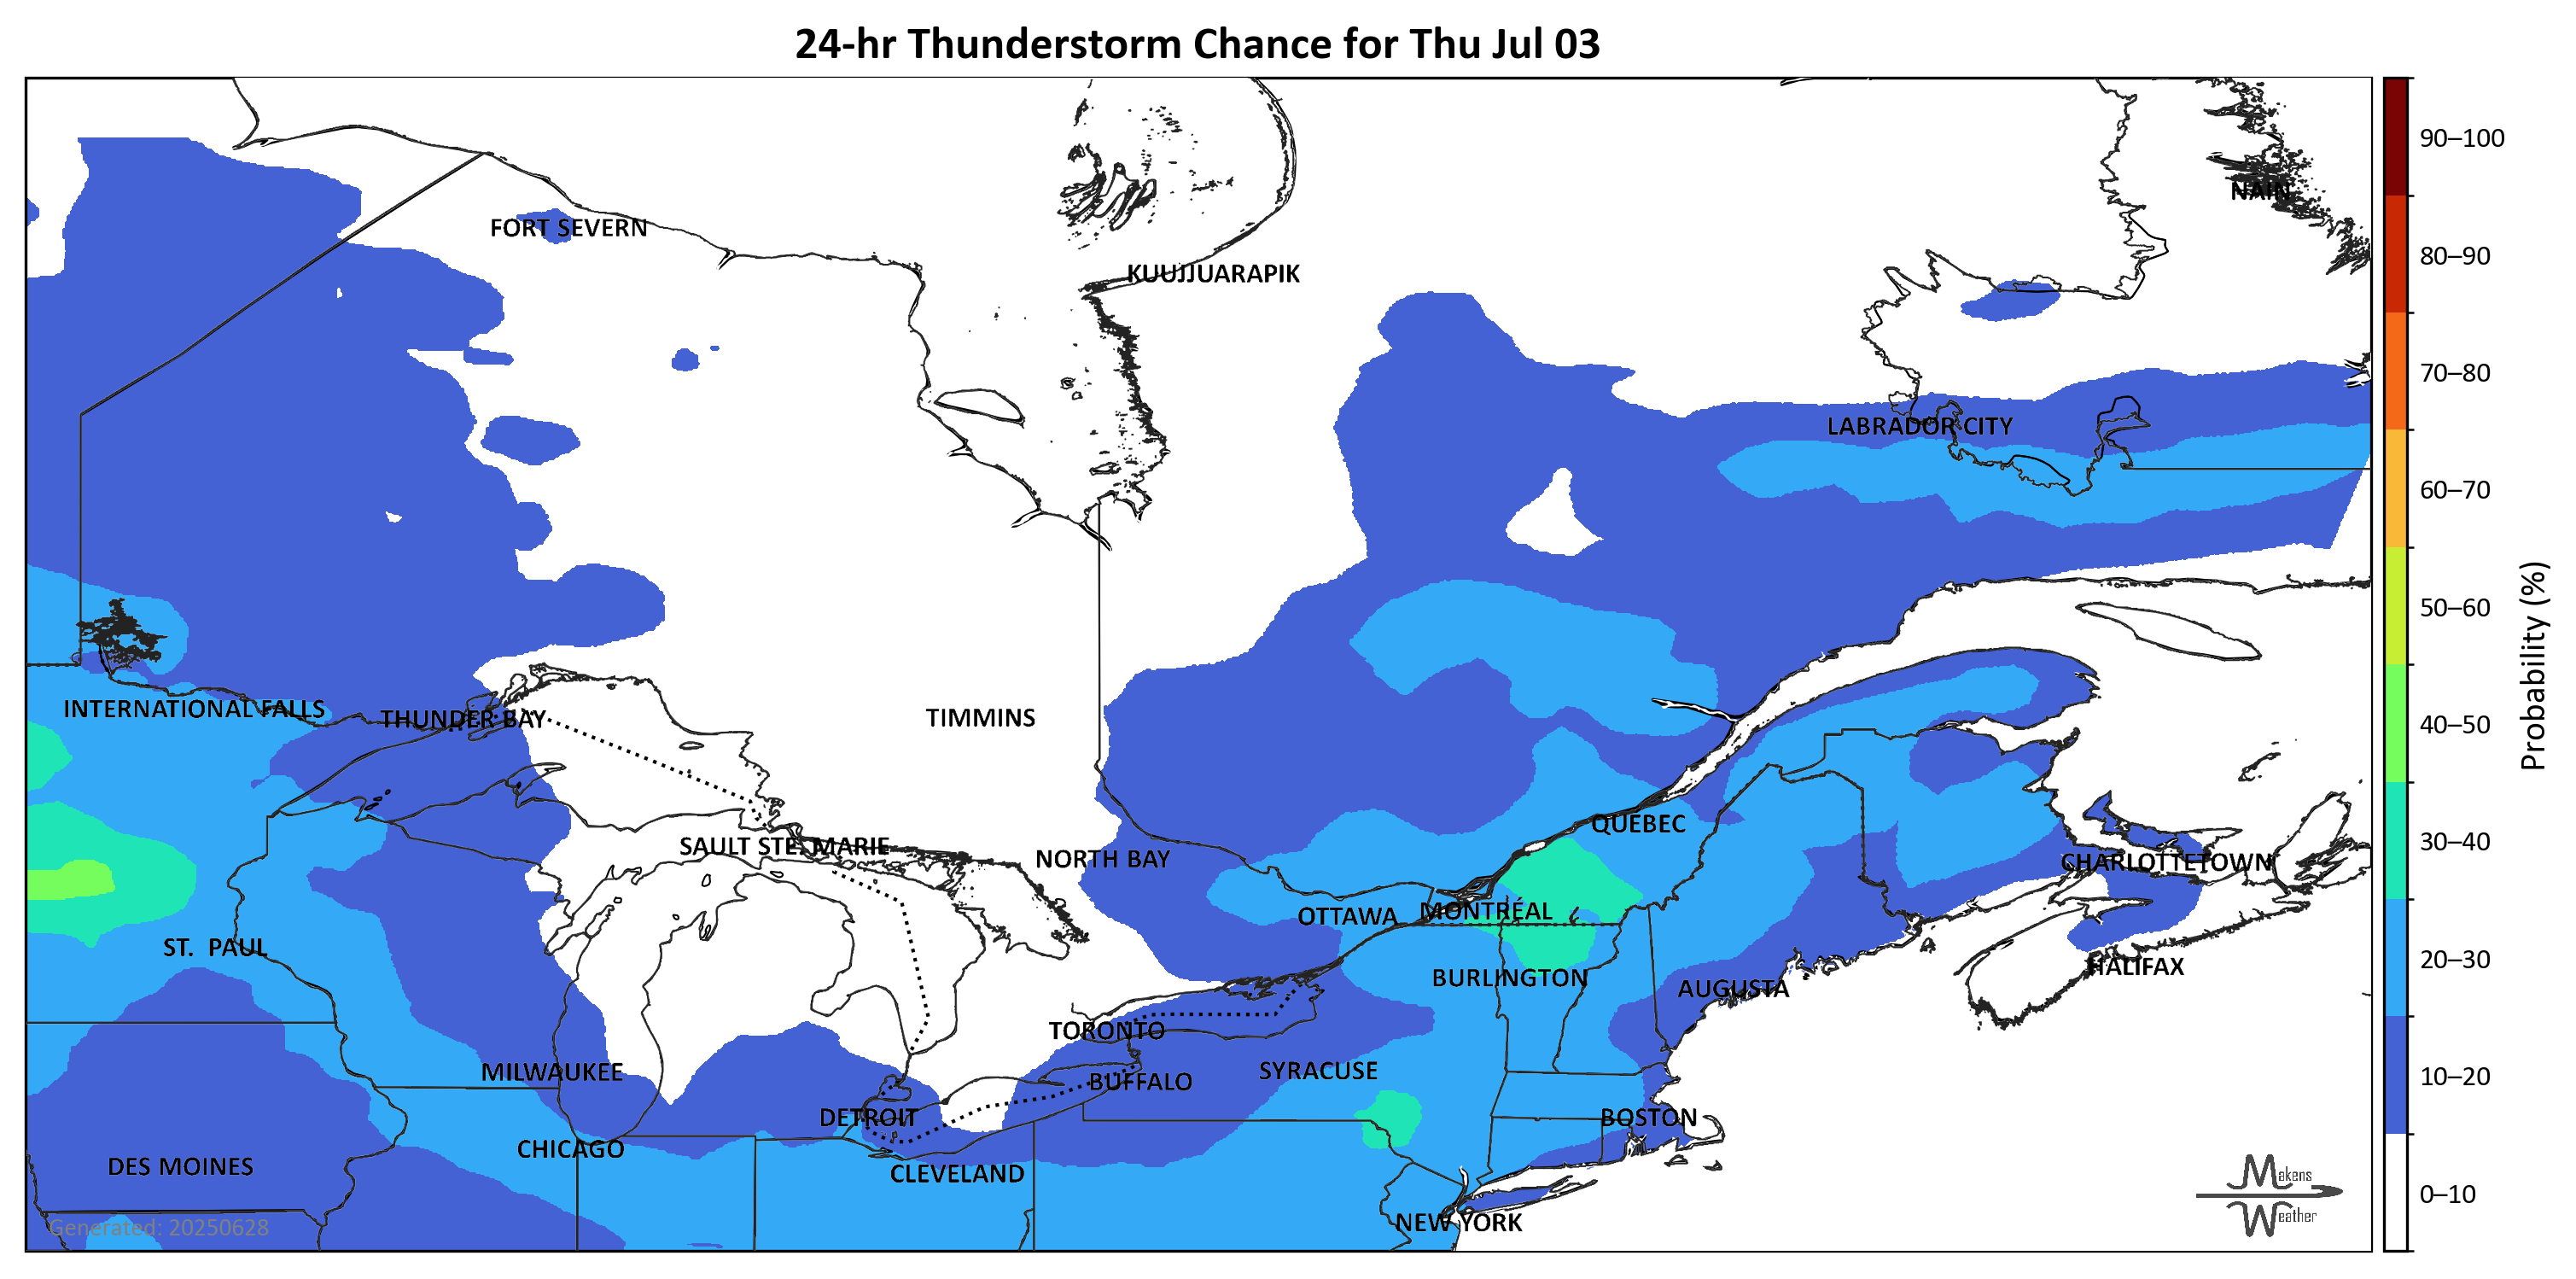 24-hr Thunderstorm Chance for Thu Jul 03
90–100
NAIN
FORT SEVERN
80–90
KUUJJUARAPIK
70–80
LABRADOR CITY
60–70
50–60
Probability (%)
INTERNATIONAL FALLS
THUNDER BAY
TIMMINS
40–50
QUEBEC
SAULT STE. MARIE
NORTH BAY
30–40
CHARLOTTETOWN
OTTAWA
MONTRÉAL
ST. PAUL
20–30
HALIFAX
BURLINGTON
AUGUSTA
TORONTO
MILWAUKEE
SYRACUSE
BUFFALO
10–20
DETROIT
BOSTON
CHICAGO
DES MOINES
CLEVELAND
Makens
Weather
0–10
NEW YORK
Generated: 20250628